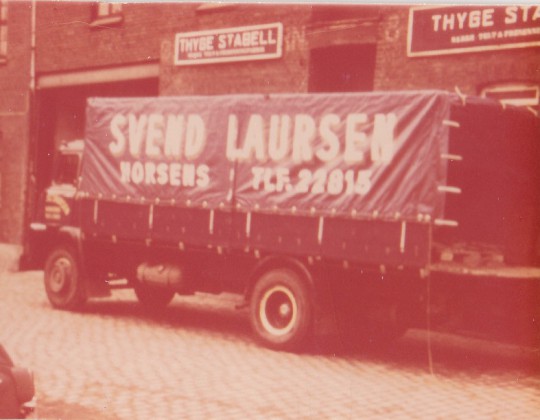 THYGE STABELL
THYGE STA
SVEND LAURSEN
HORSENS TLF. 22815